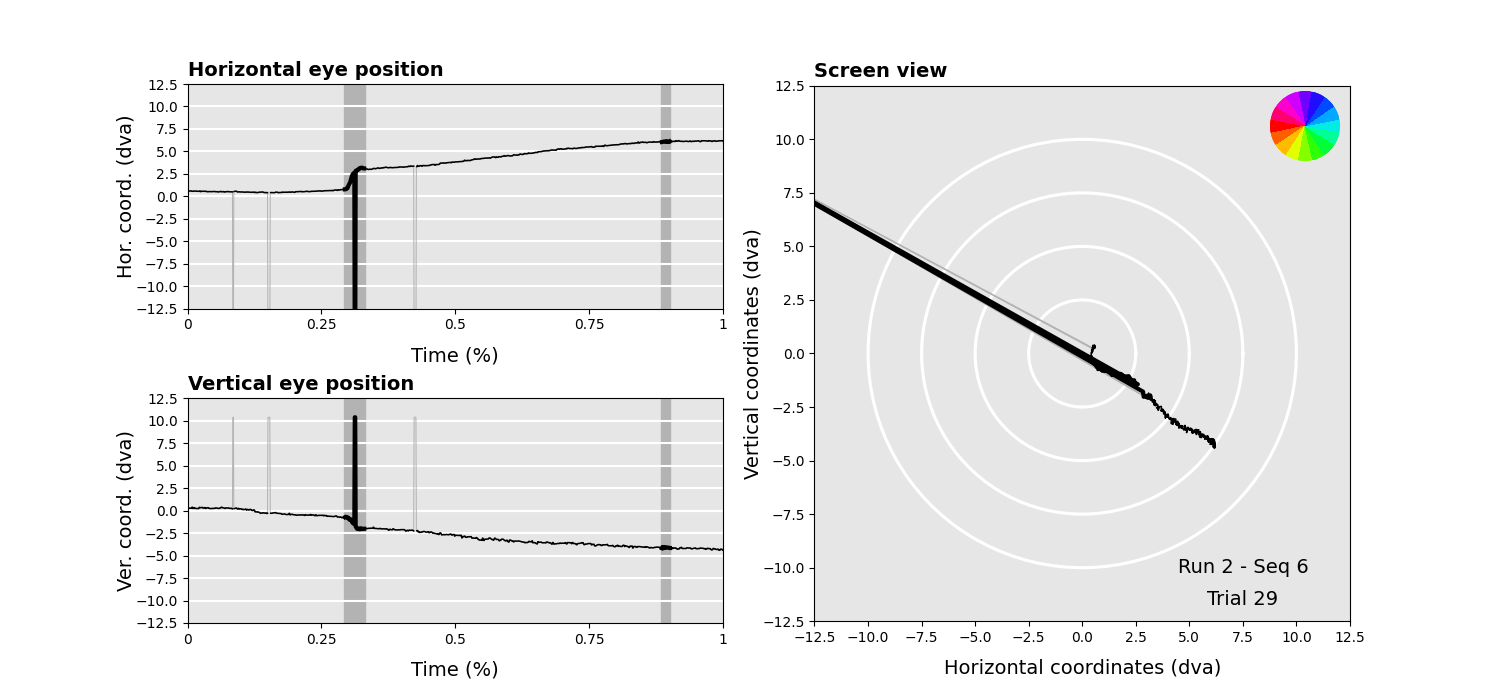 Horizontal eye position
Hor. coord. (dva)
12.5
10.0
7.5
5.0
2.5
0.0
−2.5
−5.0
−7.5
−10.0
−12.5
0 0.25 0.5 0.75 1
Time (%)
Vertical eye position
Ver. coord. (dva)
12.5
10.0
7.5
5.0
2.5
0.0
−2.5
−5.0
−7.5
−10.0
−12.5
0 0.25 0.5 0.75 1
Time (%)
Screen view
Vertical coordinates (dva)
12.5
10.0
7.5
5.0
2.5
0.0
−2.5
−5.0
−7.5
−10.0
−12.5
Run 2 - Seq 6
Trial 29
−12.5 −10.0 −7.5 −5.0 −2.5 0.0 2.5 5.0 7.5 10.0 12.5
Horizontal coordinates (dva)